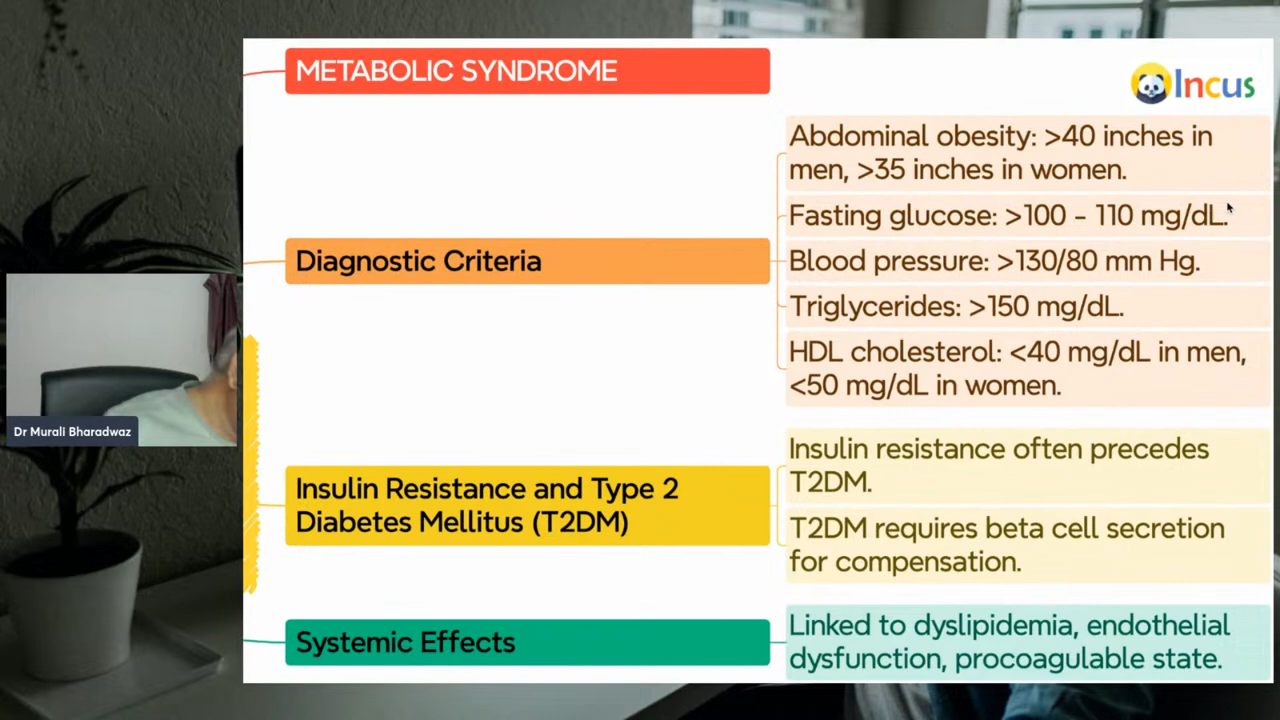 METABOLIC SYNDROME
Incus
Diagnostic Criteria
Abdominal obesity: >40 inches in
men, >35 inches in women.
Fasting glucose: >100 - 110 mg/dL.
Blood pressure: >130/80 mm Hg.
Triglycerides: >150 mg/dL.
HDL cholesterol: <40 mg/dL in men,
<50 mg/dL in women.
Insulin Resistance and Type 2
Diabetes Mellitus (T2DM)
Insulin resistance often precedes
T2DM.
T2DM requires beta cell secretion
for compensation.
Systemic Effects
Linked to dyslipidemia, endothelial
dysfunction, procoagulable state.
Dr Murali Bharadwaz